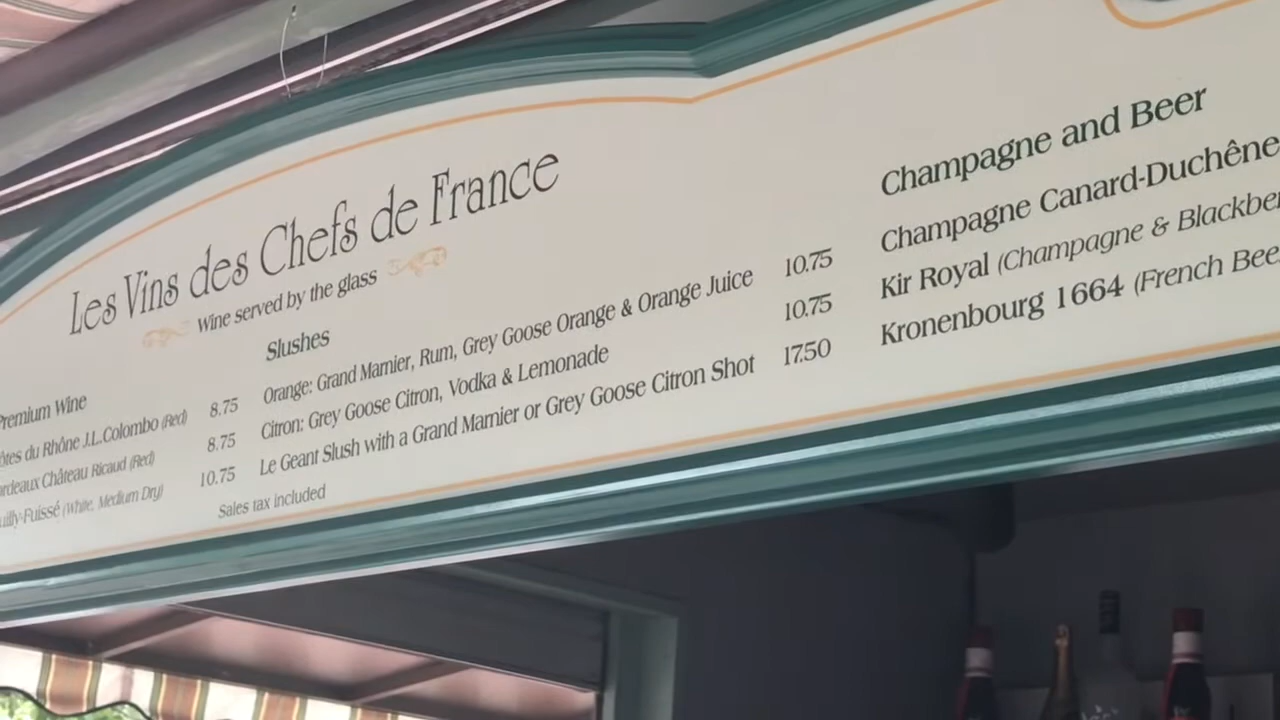 Les Vins des Chefs de France
Wine served by the glass
Premium Wine
ôtes du Rhône J.L.Colombo (Red) 8.75
rdeaux Château Ricaud (Red) 8.75
uilly-Fuissé (White, Medium Dry) 10.75
Slushes
Orange: Grand Marnier, Rum, Grey Goose Orange & Orange Juice 10.75
Citron: Grey Goose Citron, Vodka & Lemonade 10.75
Le Geant Slush with a Grand Marnier or Grey Goose Citron Shot 17.50
Sales tax included
Champagne and Beer
Champagne Canard-Duchêne
Kir Royal (Champagne & Blackber
Kronenbourg 1664 (French Bee